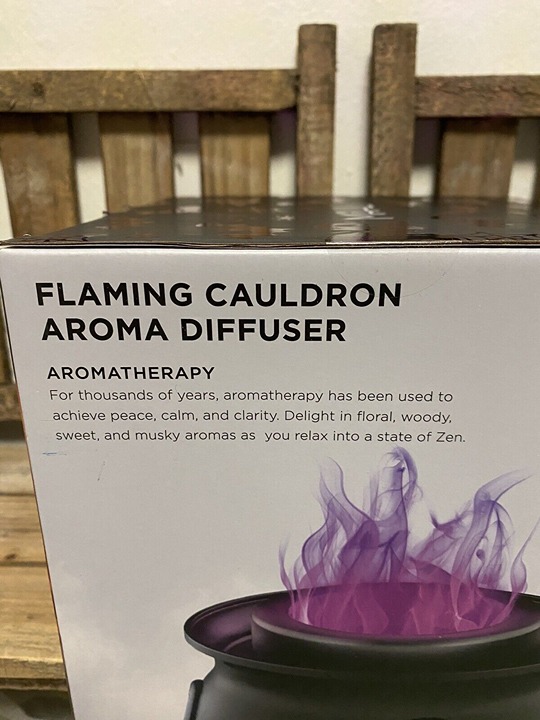 FLAMING CAULDRON
AROMA DIFFUSER
AROMATHERAPY
For thousands of years, aromatherapy has been used to
achieve peace, calm, and clarity. Delight in floral, woody,
sweet, and musky aromas as you relax into a state of Zen.